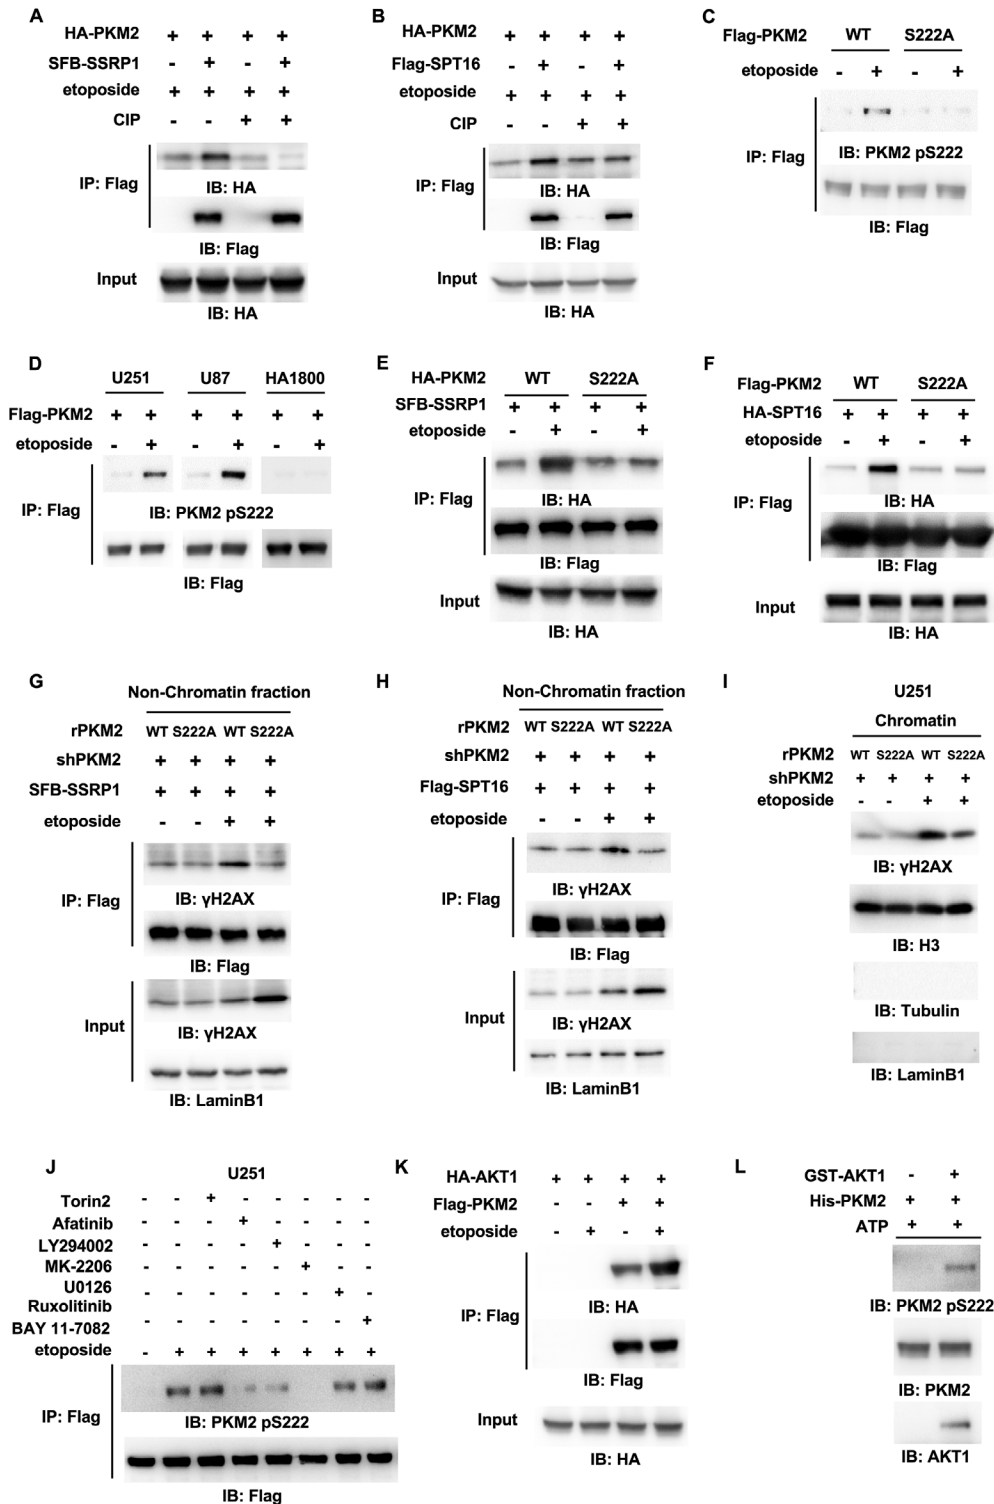 A
HA-PKM2 + + + +
SFB-SSRP1 - + - +
etoposide + + + +
CIP - - + +
IP: Flag
IB: HA
IB: Flag
Input
IB: HA
B
HA-PKM2 + + + +
Flag-SPT16 - + - +
etoposide + + + +
CIP - - + +
IP: Flag
IB: HA
IB: Flag
Input
IB: HA
C
Flag-PKM2 WT S222A
etoposide - + - +
IP: Flag
IB: PKM2 pS222
IB: Flag
D
U251 U87 HA1800
Flag-PKM2 + + + + + +
etoposide - + - + - +
IP: Flag
IB: PKM2 pS222
IB: Flag
E
HA-PKM2 WT S222A
SFB-SSRP1 + + + +
etoposide - + - +
IP: Flag
IB: HA
IB: Flag
Input
IB: HA
F
Flag-PKM2 WT S222A
HA-SPT16 + + + +
etoposide - + - +
IP: Flag
IB: HA
IB: Flag
Input
IB: HA
G
Non-Chromatin fraction
rPKM2 WT S222A WT S222A
shPKM2 + + + +
SFB-SSRP1 + + + +
etoposide - - + +
IP: Flag
IB: γH2AX
IB: Flag
Input
IB: γH2AX
IB: LaminB1
H
Non-Chromatin fraction
rPKM2 WT S222A WT S222A
shPKM2 + + + +
Flag-SPT16 + + + +
etoposide - - + +
IP: Flag
IB: γH2AX
IB: Flag
Input
IB: γH2AX
IB: LaminB1
I
U251
Chromatin
rPKM2 WT S222A WT S222A
shPKM2 + + + +
etoposide - - + +
IB: γH2AX
IB: H3
IB: Tubulin
IB: LaminB1
J
U251
Torin2 - - + - - - - -
Afatinib - - - + - - - -
LY294002 - - - - + - - -
MK-2206 - - - - - + - -
U0126 - - - - - - + -
Ruxolitinib
BAY 11-7082 - - - - - - - +
etoposide - + + + + + + +
IP: Flag
IB: PKM2 pS222
IB: Flag
K
HA-AKT1 + + + +
Flag-PKM2 - - + +
etoposide - + - +
IP: Flag
IB: HA
IB: Flag
Input
IB: HA
L
GST-AKT1 - +
His-PKM2 + +
ATP + +
IB: PKM2 pS222
IB: PKM2
IB: AKT1